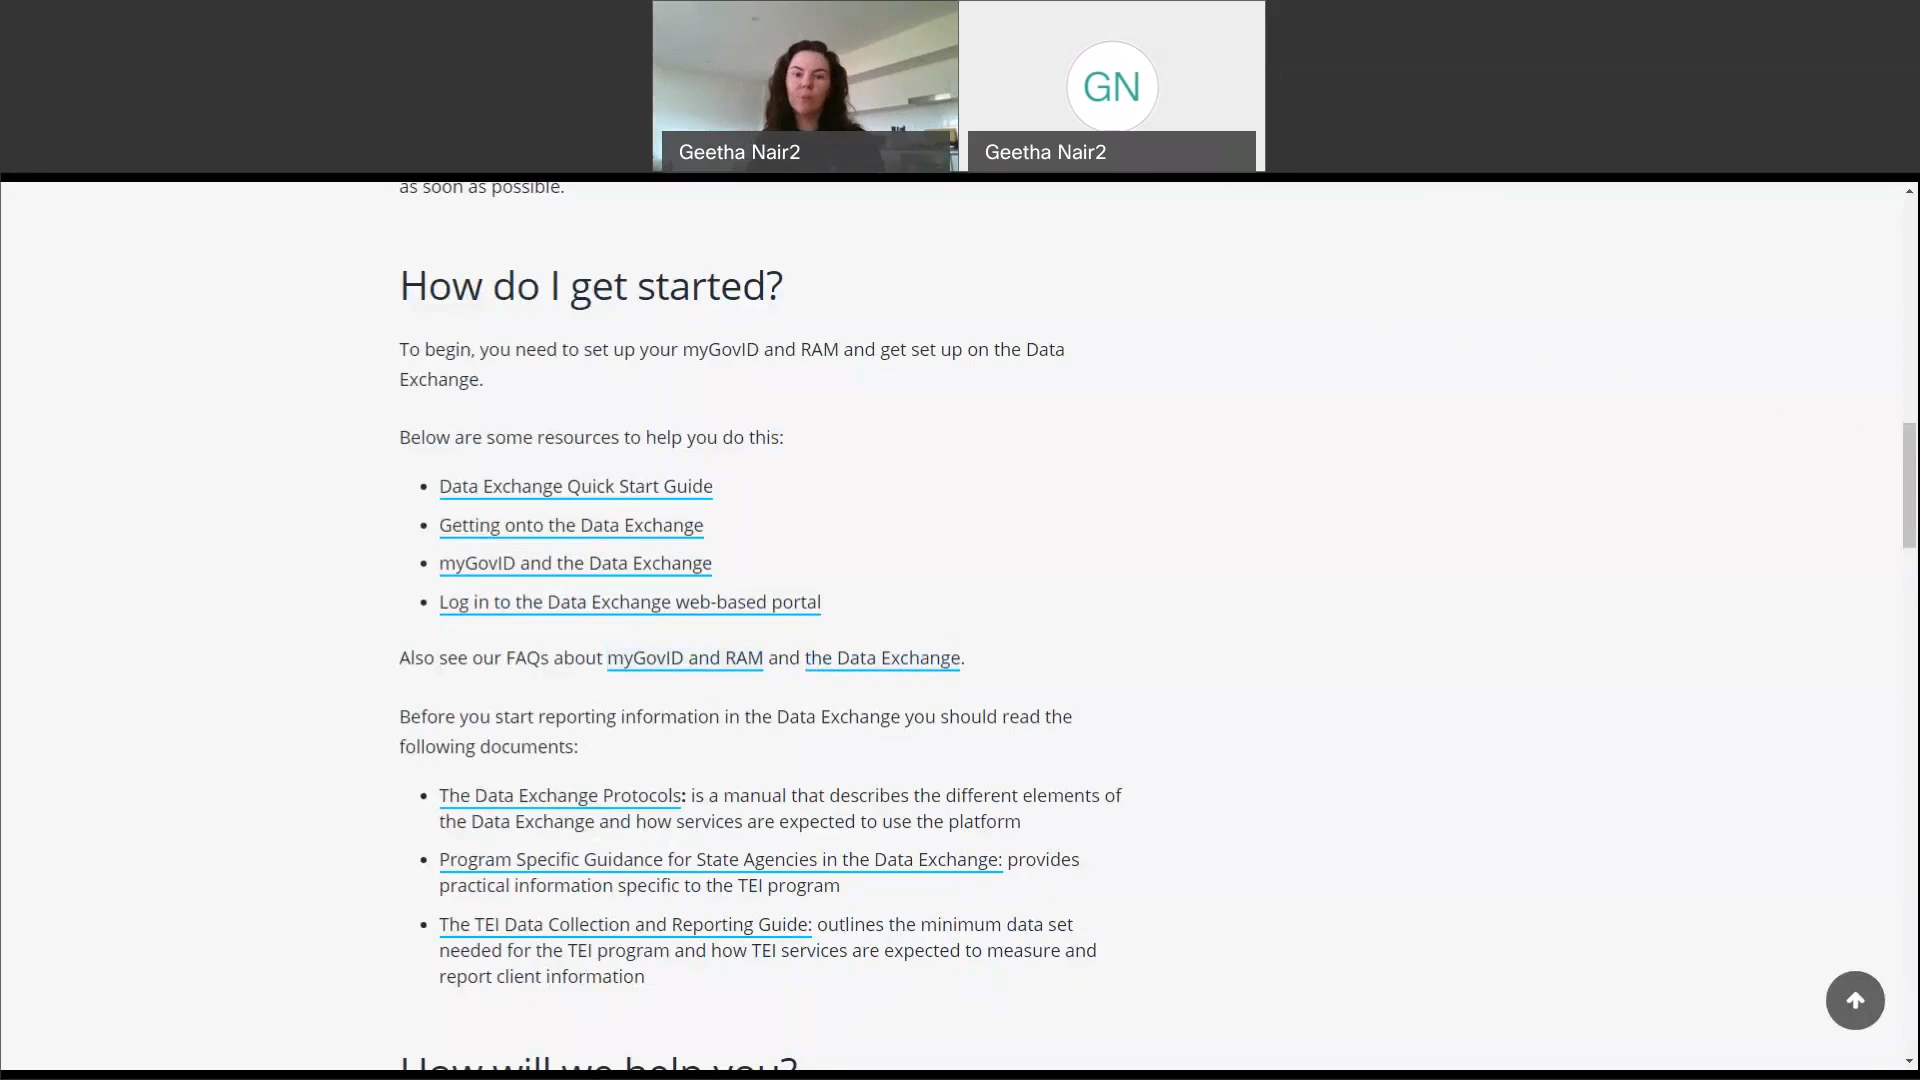 GN
Geetha Nair2
Geetha Nair2
as soon as possible.
How do I get started?
To begin, you need to set up your myGovID and RAM and get set up on the Data
Exchange.
Below are some resources to help you do this:
Data Exchange Quick Start Guide
Getting onto the Data Exchange
myGovID and the Data Exchange
Log in to the Data Exchange web-based portal
Also see our FAQs about myGovID and RAM and the Data Exchange.
Before you start reporting information in the Data Exchange you should read the
following documents:
The Data Exchange Protocols: is a manual that describes the different elements of
the Data Exchange and how services are expected to use the platform
Program Specific Guidance for State Agencies in the Data Exchange: provides
practical information specific to the TEI program
The TEI Data Collection and Reporting Guide: outlines the minimum data set
needed for the TEI program and how TEI services are expected to measure and
report client information
How will we help you?